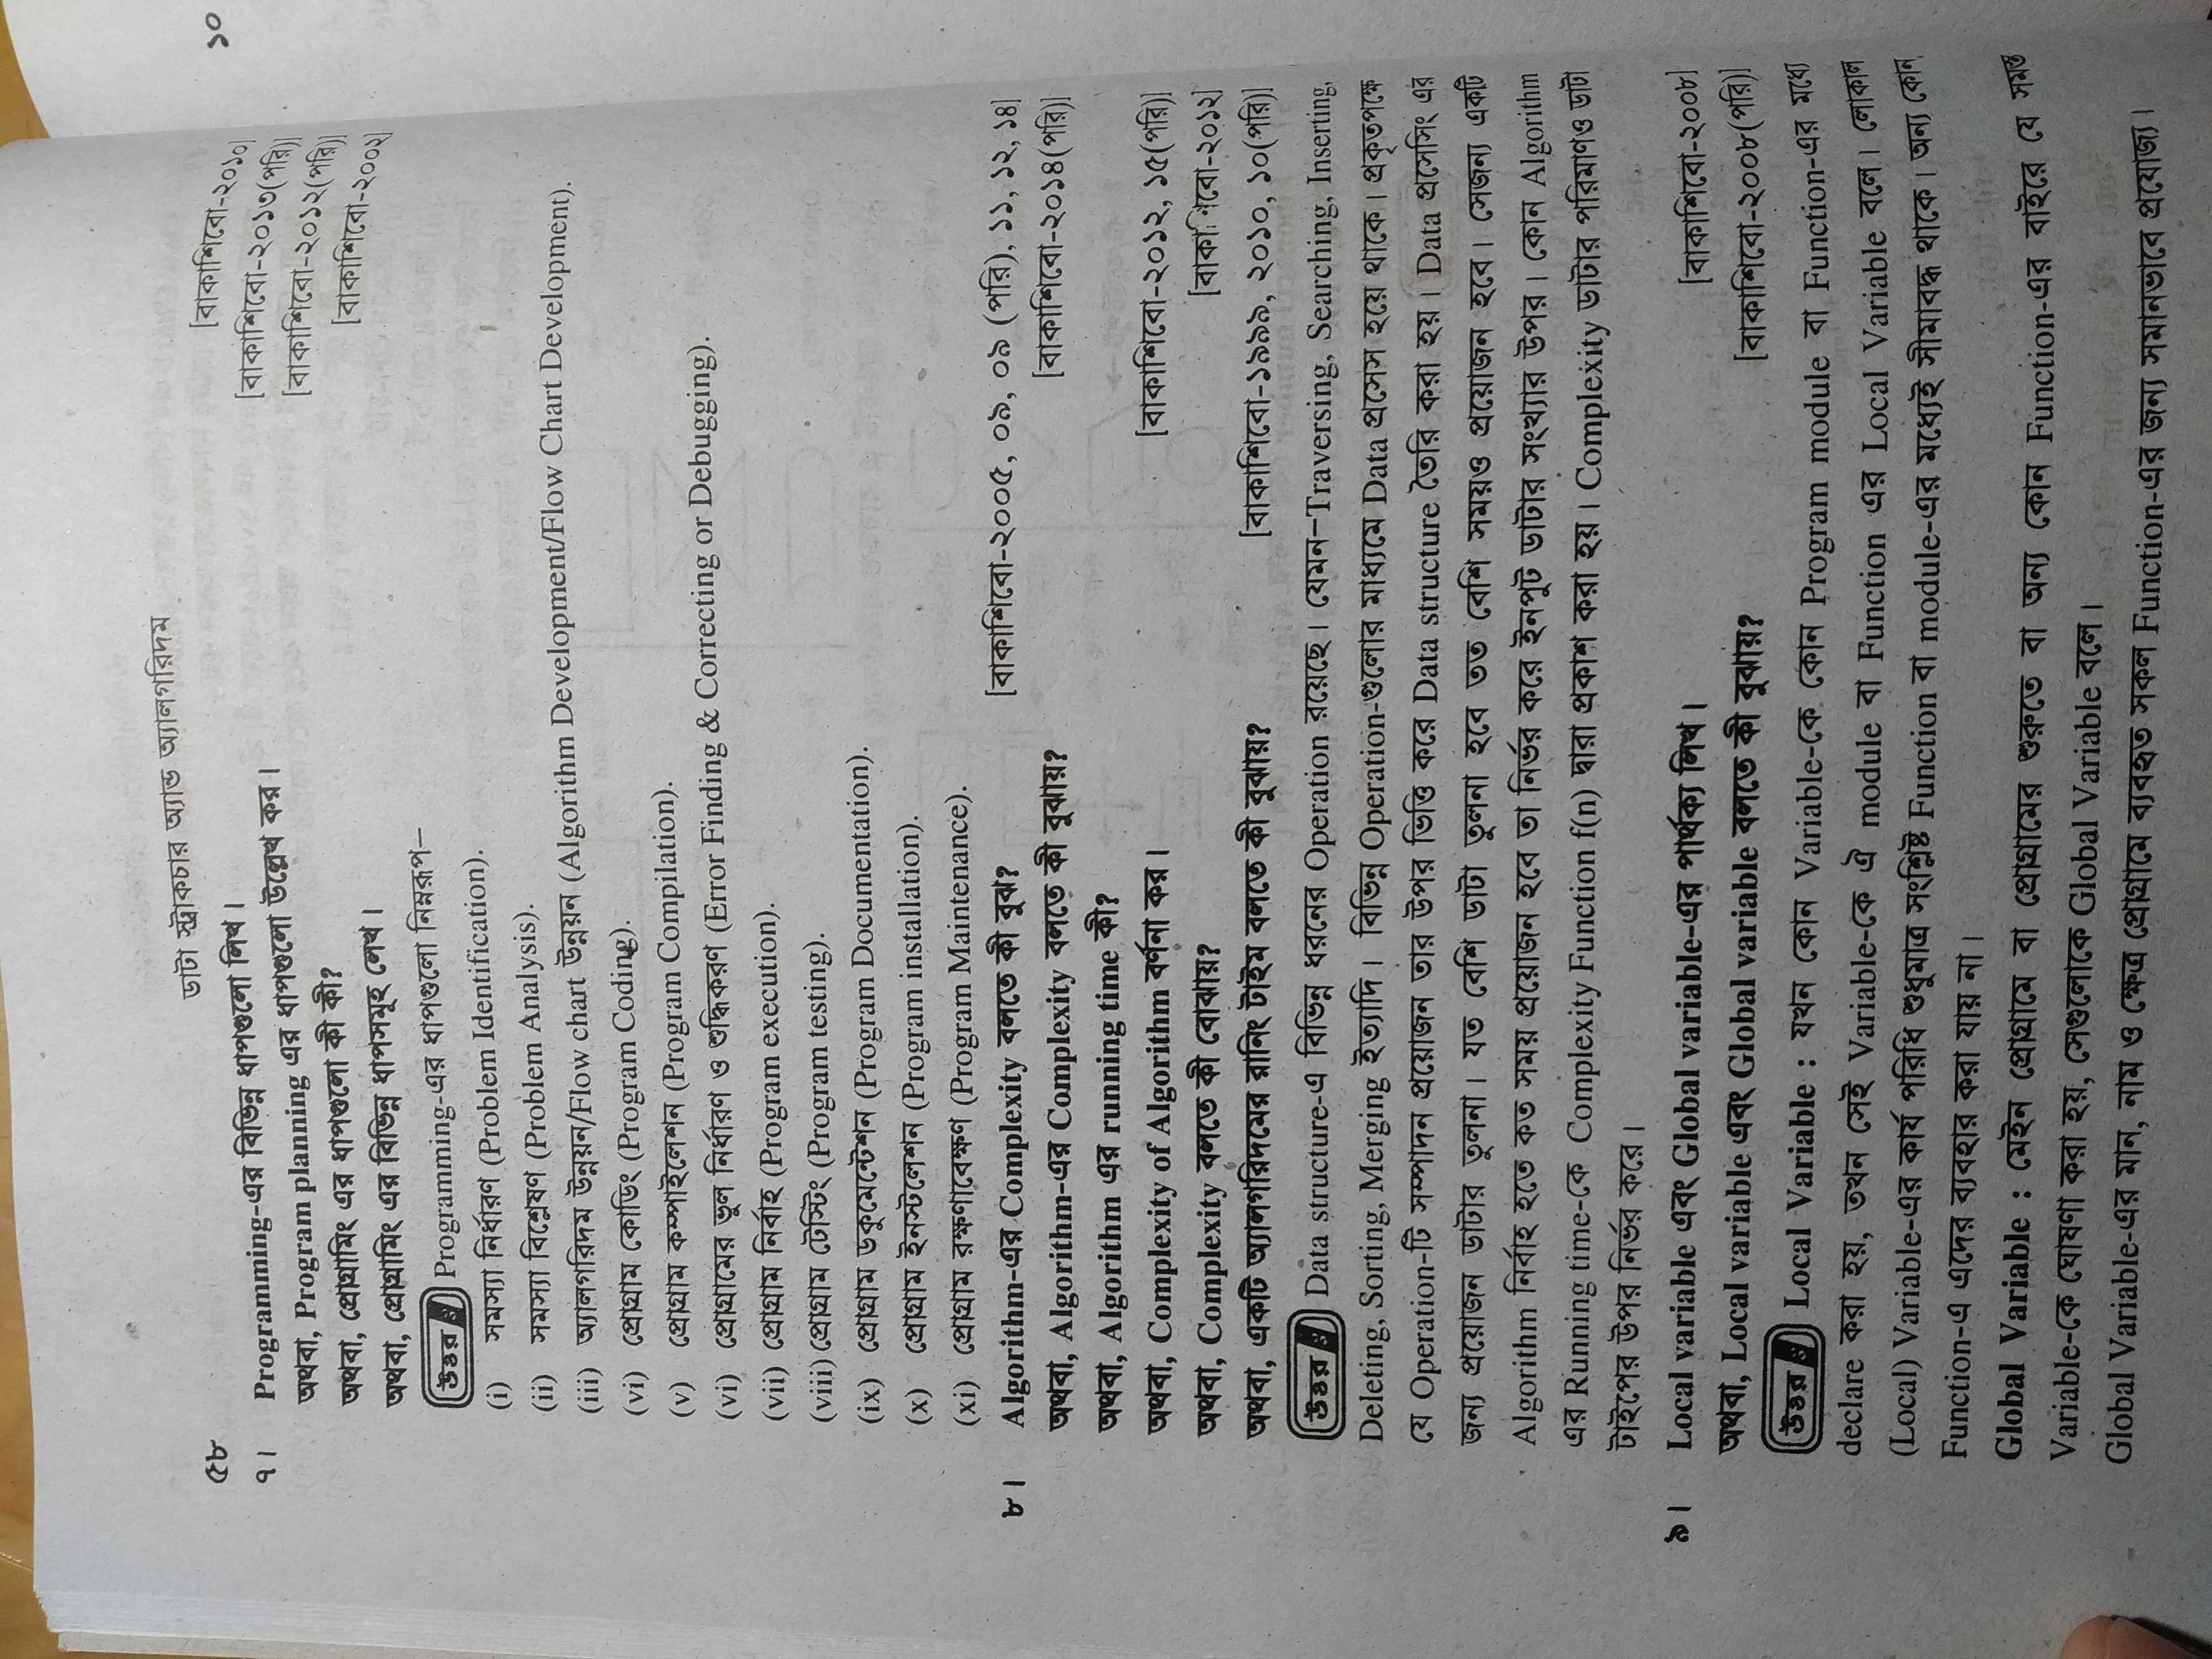 ৫৮
ডাটা স্ট্রাকচার অ্যান্ড অ্যালগরিদম
৭। Programming-এর বিভিন্ন ধাপগুলো লিখ। [বাকাশিবো-২০১০]
অথবা, Program planning এর ধাপগুলো উল্লেখ কর। [বাকাশিবো-২০১৩(পরি)]
অথবা, প্রোগ্রামিং এর ধাপগুলো কী কী? [বাকাশিবো-২০১২(পরি)]
অথবা, প্রোগ্রামিং এর বিভিন্ন ধাপসমূহ লেখ। [বাকাশিবো-২০০২]
উত্তর ঃ Programming-এর ধাপগুলো নিম্নরূপ–
(i) সমস্যা নির্ধারণ (Problem Identification).
(ii) সমস্যা বিশ্লেষণ (Problem Analysis).
(iii) অ্যালগরিদম উন্নয়ন/Flow chart উন্নয়ন (Algorithm Development/Flow Chart Development).
(vi) প্রোগ্রাম কোডিং (Program Coding).
(v) প্রোগ্রাম কম্পাইলেশন (Program Compilation).
(vi) প্রোগ্রামের ভুল নির্ধারণ ও শুদ্ধিকরণ (Error Finding & Correcting or Debugging).
(vii) প্রোগ্রাম নির্বাহ (Program execution).
(viii) প্রোগ্রাম টেস্টিং (Program testing).
(ix) প্রোগ্রাম ডকুমেন্টেশন (Program Documentation).
(x) প্রোগ্রাম ইনস্টলেশন (Program installation).
(xi) প্রোগ্রাম রক্ষণাবেক্ষণ (Program Maintenance).
৮। Algorithm-এর Complexity বলতে কী বুঝ? [বাকাশিবো-২০০৫, ০৯, ০৯ (পরি), ১১, ১২, ১৪]
অথবা, Algorithm-এর Complexity বলতে কী বুঝায়? [বাকাশিবো-২০১৪(পরি)]
অথবা, Algorithm এর running time কী?
অথবা, Complexity of Algorithm বর্ণনা কর। [বাকাশিবো-২০১২, ১৫(পরি)]
অথবা, Complexity বলতে কী বোঝায়? [বাকাশিবো-২০১২]
অথবা, একটি অ্যালগরিদমের রানিং টাইম বলতে কী বুঝায়? [বাকাশিবো-১৯৯৯, ২০১০, ১০(পরি)]
উত্তর ঃ Data structure-এ বিভিন্ন ধরনের Operation রয়েছে। যেমন–Traversing, Searching, Inserting,
Deleting, Sorting, Merging ইত্যাদি। বিভিন্ন Operation-গুলোর মাধ্যমে Data প্রসেস হয়ে থাকে। প্রকৃতপক্ষে
যে Operation-টি সম্পাদন প্রয়োজন তার উপর ভিত্তি করে Data structure তৈরি করা হয়। Data প্রসেসিং এর
জন্য প্রয়োজন ডাটার তুলনা। যত বেশি ডাটা তুলনা হবে তত বেশি সময়ও প্রয়োজন হবে। সেজন্য একটি
Algorithm নির্বাহ হতে কত সময় প্রয়োজন হবে তা নির্ভর করে ইনপুট ডাটার সংখ্যার উপর। কোন Algorithm
এর Running time-কে Complexity Function f(n) দ্বারা প্রকাশ করা হয়। Complexity ডাটার পরিমাণও ডাটা
টাইপের উপর নির্ভর করে।
৯। Local variable এবং Global variable-এর পার্থক্য লিখ। [বাকাশিবো-২০০৮]
অথবা, Local variable এবং Global variable বলতে কী বুঝায়? [বাকাশিবো-২০০৮(পরি)]
উত্তর ঃ Local Variable : যখন কোন Variable-কে কোন Program module বা Function-এর মধ্যে
declare করা হয়, তখন সেই Variable-কে ঐ module বা Function এর Local Variable বলে। লোকাল
(Local) Variable-এর কার্য পরিধি শুধুমাত্র সংশ্লিষ্ট Function বা module-এর মধ্যেই সীমাবদ্ধ থাকে। অন্য কোন
Function-এ এদের ব্যবহার করা যায় না।
Global Variable : মেইন প্রোগ্রামে বা প্রোগ্রামের শুরুতে বা অন্য কোন Function-এর বাইরে যে সমস্ত
Variable-কে ঘোষণা করা হয়, সেগুলোকে Global Variable বলে।
Global Variable-এর মান, নাম ও ক্ষেত্র প্রোগ্রামে ব্যবহৃত সকল Function-এর জন্য সমানভাবে প্রযোজ্য।
১০